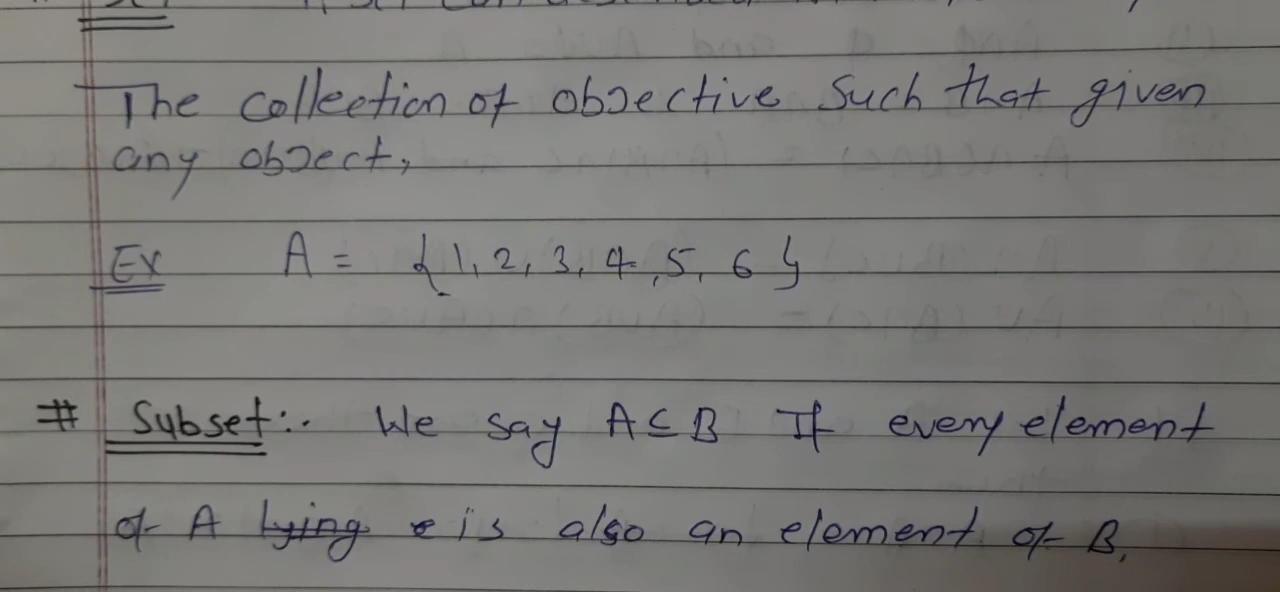 The collection of objective such that given
any object,
Ex A = {1, 2, 3, 4, 5, 6}
# Subset:. We say A ⊆ B If every element
of A lying is also an element of B.